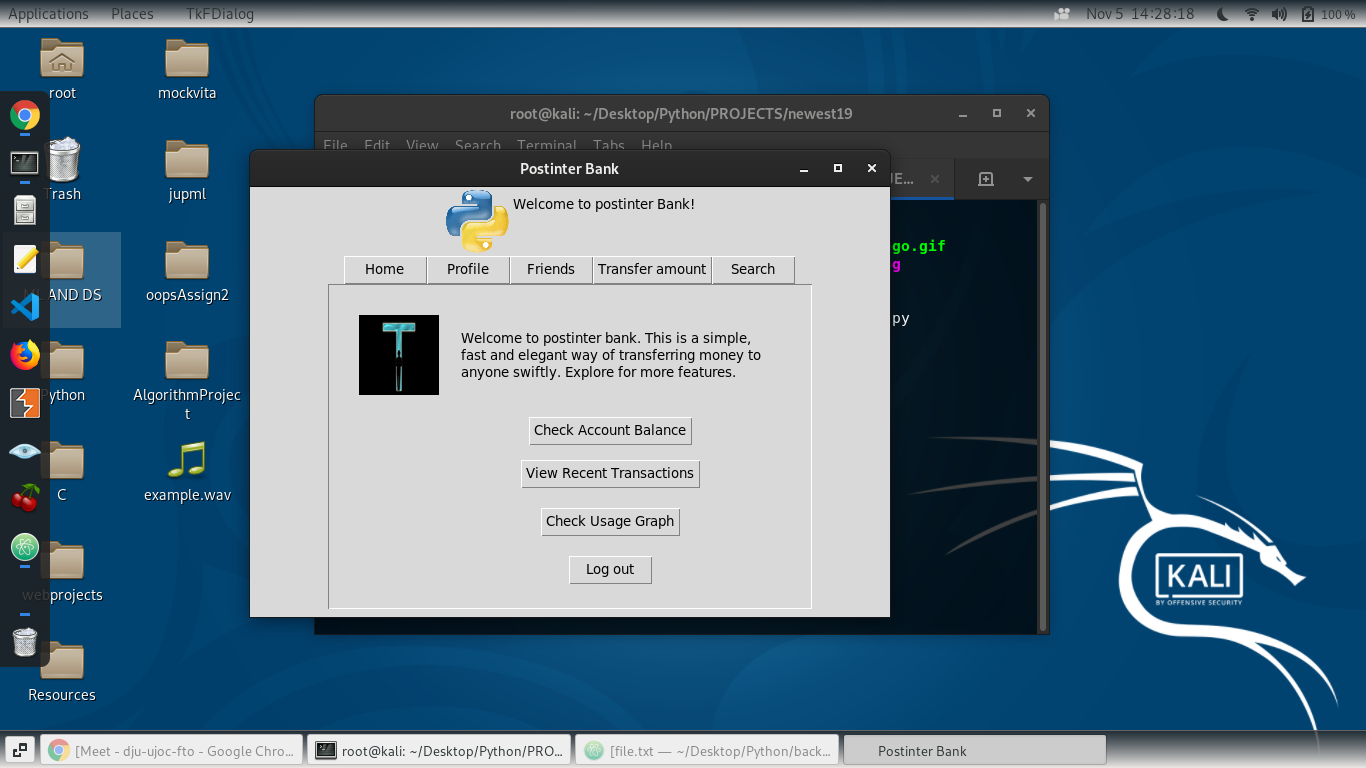 Applications Places TkFDialog Nov 5 14:28:18 100 %
root
mockvita
Trash
jupml
AND DS
oopsAssign2
Python
AlgorithmProjec
t
C
example.wav
webprojects
Resources
root@kali: ~/Desktop/Python/PROJECTS/newest19
File Edit View Search Terminal Tabs Help
JE...
go.gif
g
py
Postinter Bank
Welcome to postinter Bank!
Home Profile Friends Transfer amount Search
Welcome to postinter bank. This is a simple,
fast and elegant way of transferring money to
anyone swiftly. Explore for more features.
Check Account Balance
View Recent Transactions
Check Usage Graph
Log out
KALI
BY OFFENSIVE SECURITY
[Meet - dju-ujoc-fto - Google Chro... root@kali: ~/Desktop/Python/PRO... [file.txt — ~/Desktop/Python/back... Postinter Bank